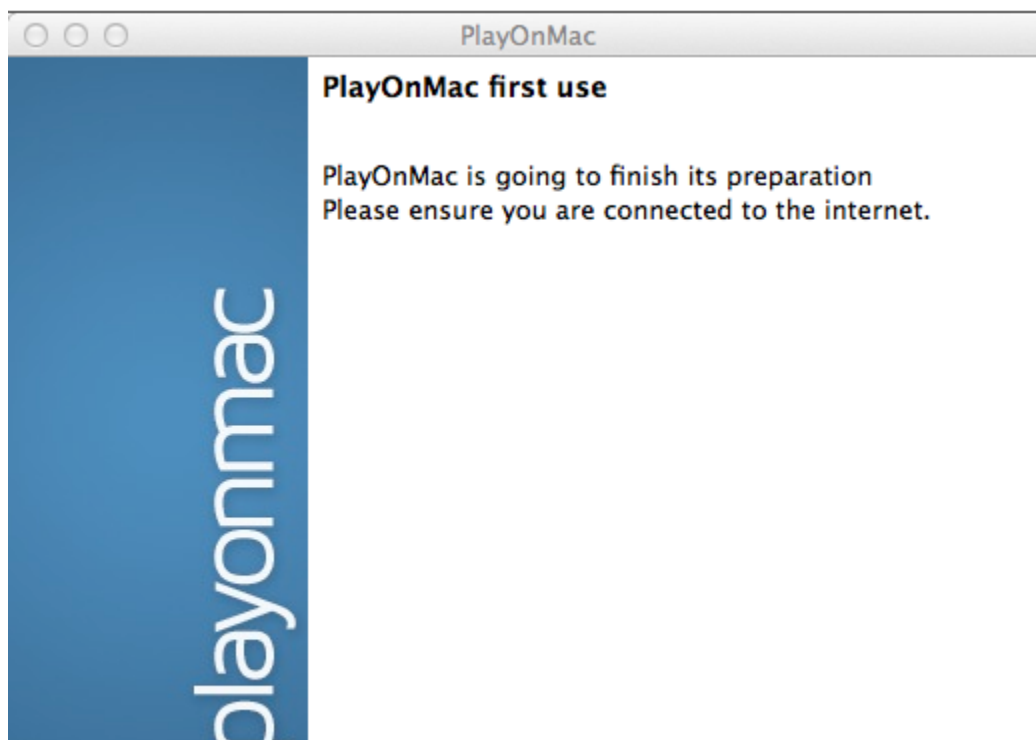 PlayOnMac
PlayOnMac first use
PlayOnMac is going to finish its preparation
Please ensure you are connected to the internet.
playonmac